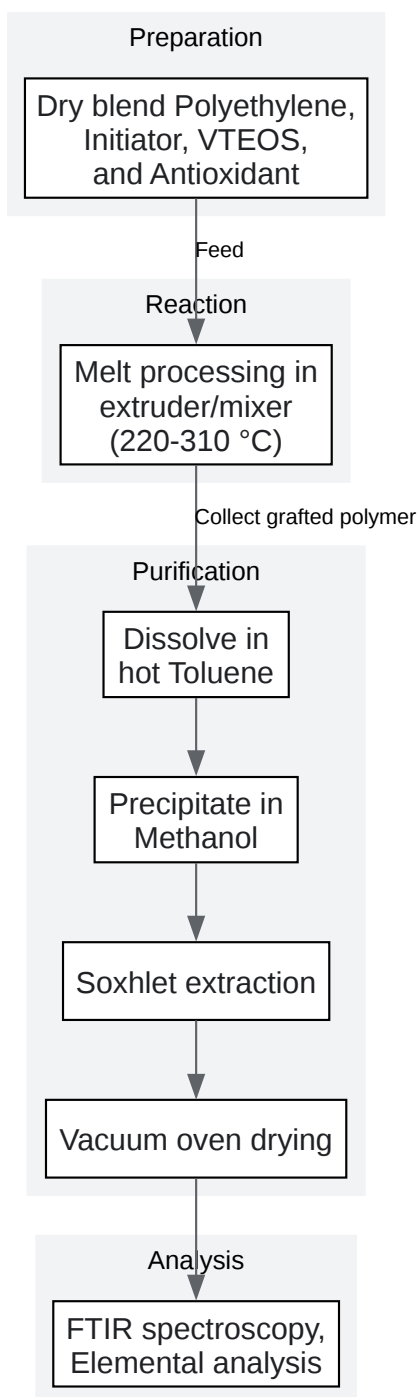 Preparation
Dry blend Polyethylene,
Initiator, VTEOS,
and Antioxidant
Feed
Reaction
Melt processing in
extruder/mixer
(220-310 °C)
Collect grafted polymer
Purification
Dissolve in
hot Toluene
Precipitate in
Methanol
Soxhlet extraction
Vacuum oven drying
Analysis
FTIR spectroscopy,
Elemental analysis